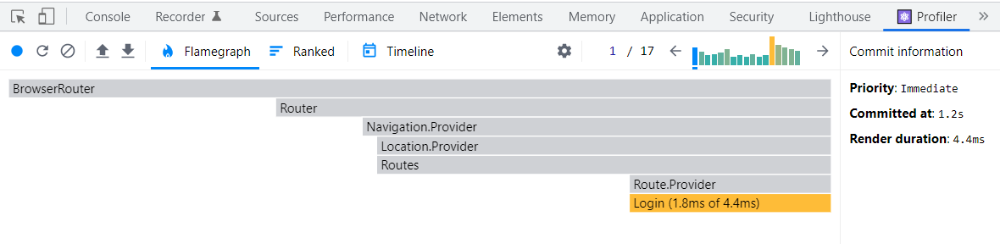 Console Recorder Sources Performance Network Elements Memory Application Security Lighthouse Profiler
Flamegraph Ranked Timeline 1 / 17 Commit information
BrowserRouter
Router
Navigation.Provider
Location.Provider
Routes
Route.Provider
Login (1.8ms of 4.4ms)
Priority: Immediate
Committed at: 1.2s
Render duration: 4.4ms